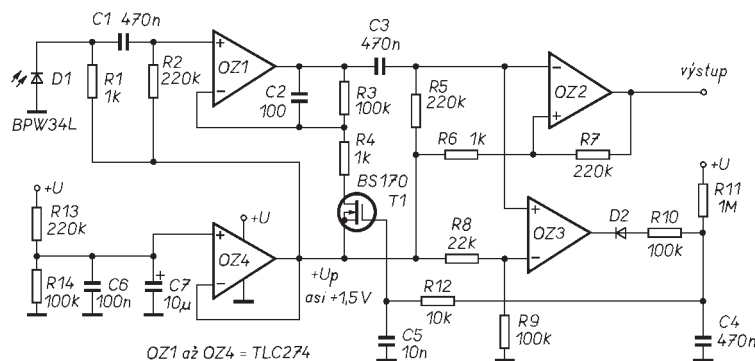 C1 470n
C3
470n
D1
BPW34L
R1
1k
R2
220k
+
OZ1
-
C2
100
R3
100k
R4
1k
R5
220k
-
OZ2
+
výstup
R6 1k
R7
220k
BS170
T1
+U
R13
220k
R14
100k
C6
100n
+
C7
10µ
+
OZ4
-
+U
+Up
asi +1,5V
R8
22k
+
OZ3
-
D2
R10
100k
+U
R11
1M
R12
10k
C5
10n
R9
100k
C4
470n
OZ1 až OZ4 = TLC274